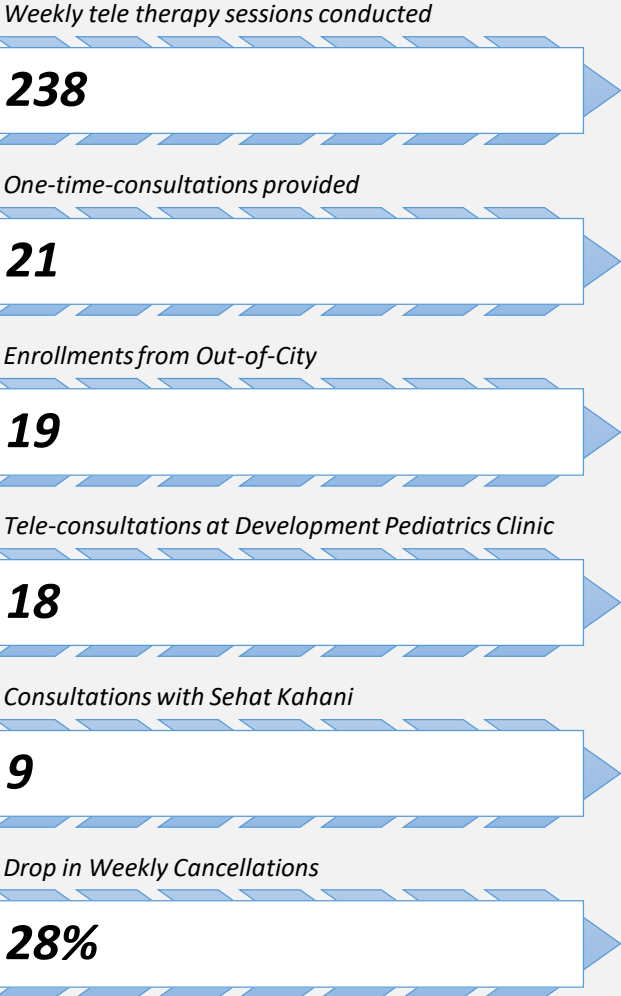 Weekly tele therapy sessions conducted
238
One-time-consultations provided
21
Enrollments from Out-of-City
19
Tele-consultations at Development Pediatrics Clinic
18
Consultations with Sehat Kahani
9
Drop in Weekly Cancellations
28%